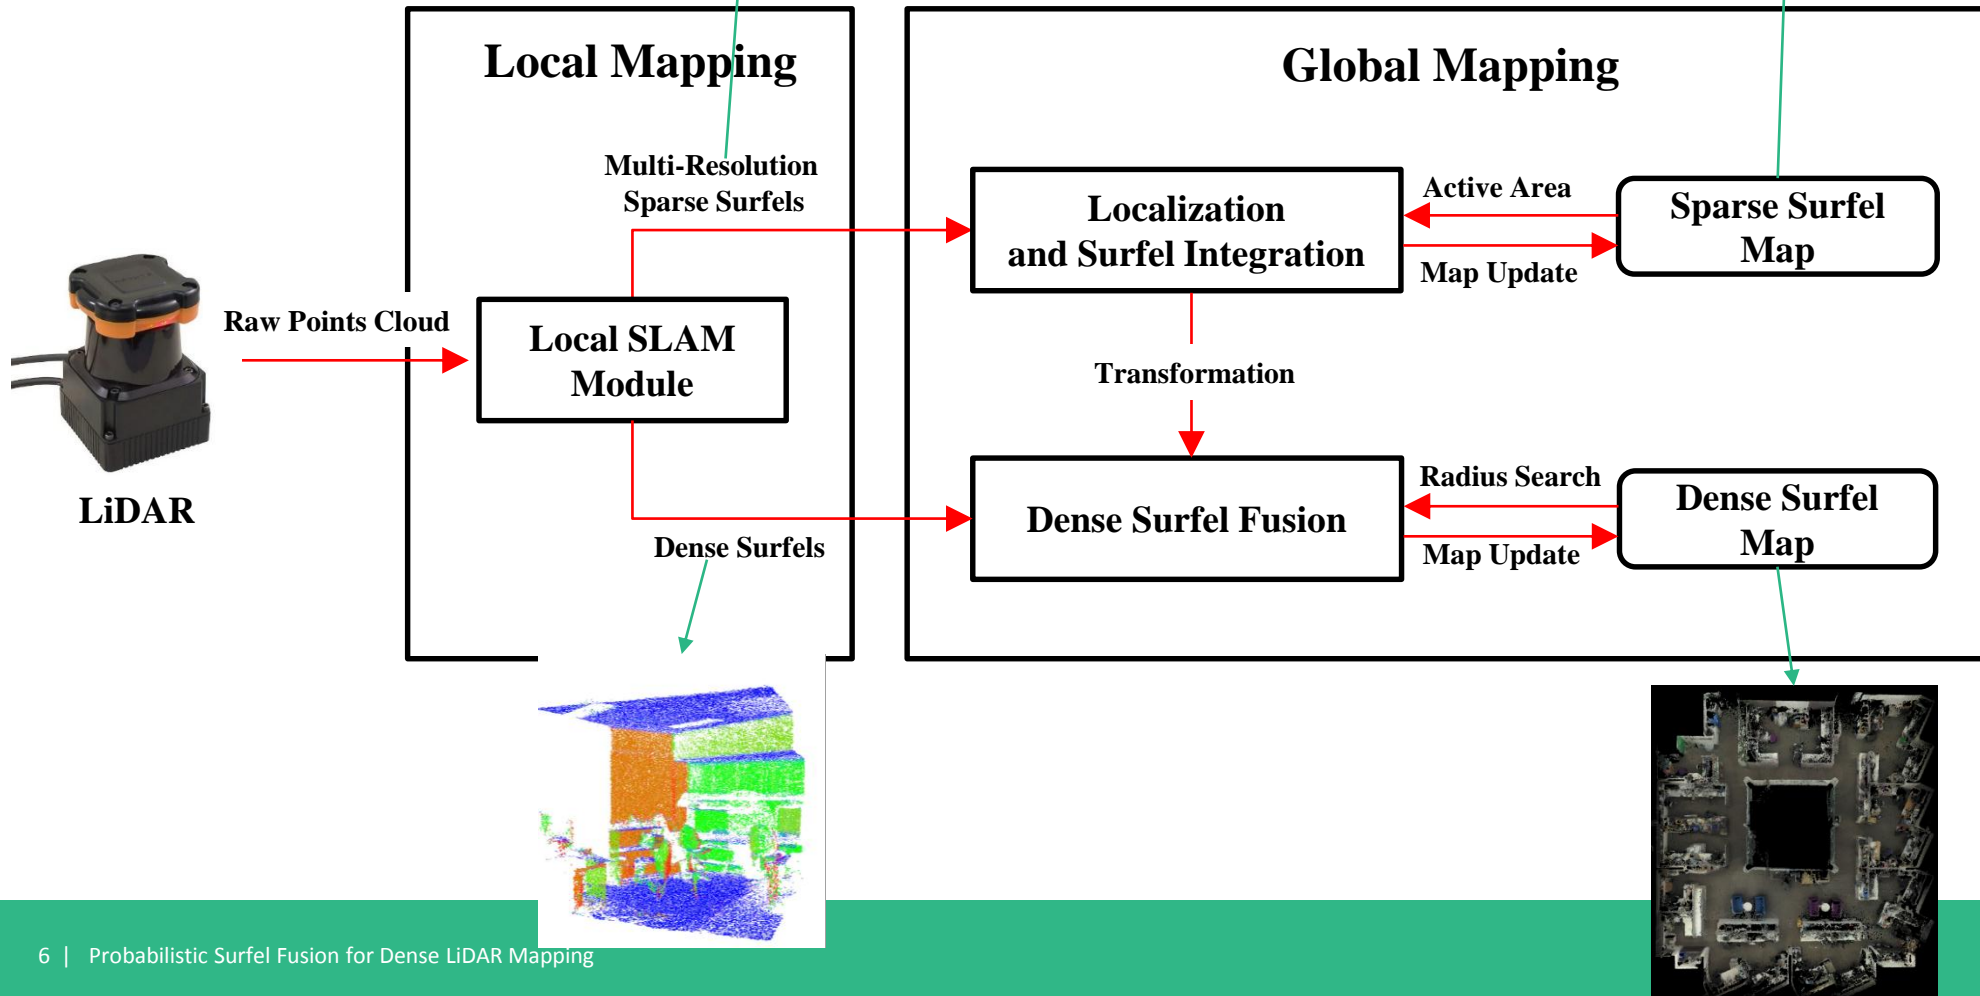 Local Mapping
Global Mapping
Multi-Resolution
Sparse Surfels
Localization
and Surfel Integration
Active Area
Map Update
Sparse Surfel
Map
Raw Points Cloud
Local SLAM
Module
Transformation
LiDAR
Dense Surfels
Dense Surfel Fusion
Radius Search
Map Update
Dense Surfel
Map
6 | Probabilistic Surfel Fusion for Dense LiDAR Mapping